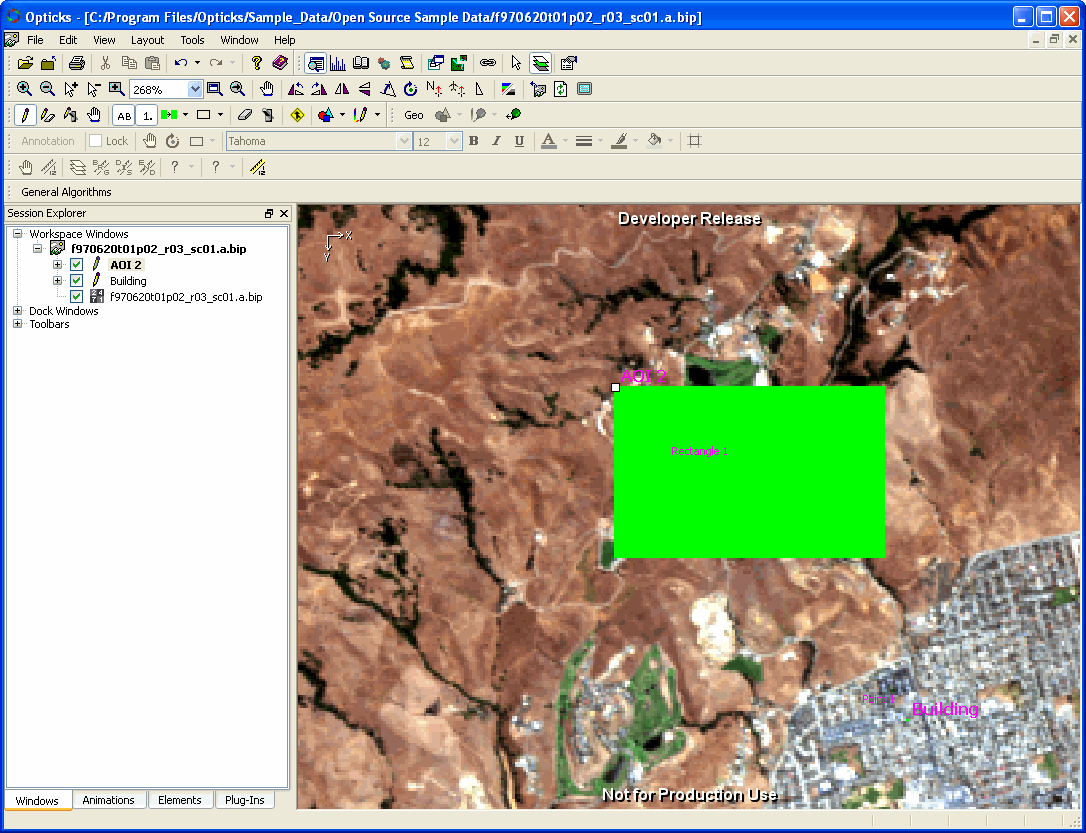 Opticks - [C:/Program Files/Opticks/Sample_Data/Open Source Sample Data/f970620t01p02_r03_sc01.a.bip]
File Edit View Layout Tools Window Help
268%
AB 1. Geo
Annotation Lock Tahoma 12 B I U A
? ?
General Algorithms
Session Explorer
Workspace Windows
f970620t01p02_r03_sc01.a.bip
AOI 2
Building
f970620t01p02_r03_sc01.a.bip
Dock Windows
Toolbars
Developer Release
X
Y
AOI 2
Rectangle 1
Building
Not for Production Use
Windows Animations Elements Plug-Ins